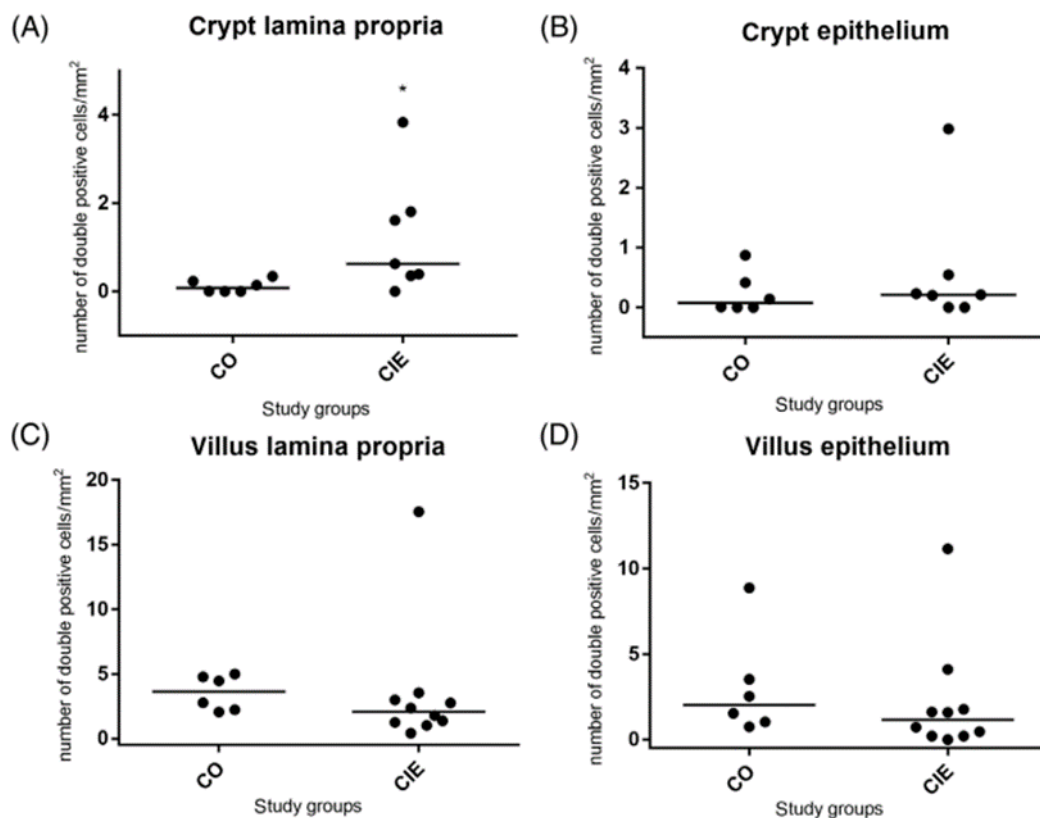 (A)
Crypt lamina propria
number of double positive cells/mm²
4
2
0
*
CO
CIE
Study groups
(B)
Crypt epithelium
number of double positive cells/mm²
4
3
2
1
0
CO
CIE
Study groups
(C)
Villus lamina propria
number of double positive cells/mm²
20
15
10
5
0
CO
CIE
Study groups
(D)
Villus epithelium
number of double positive cells/mm²
15
10
5
0
CO
CIE
Study groups